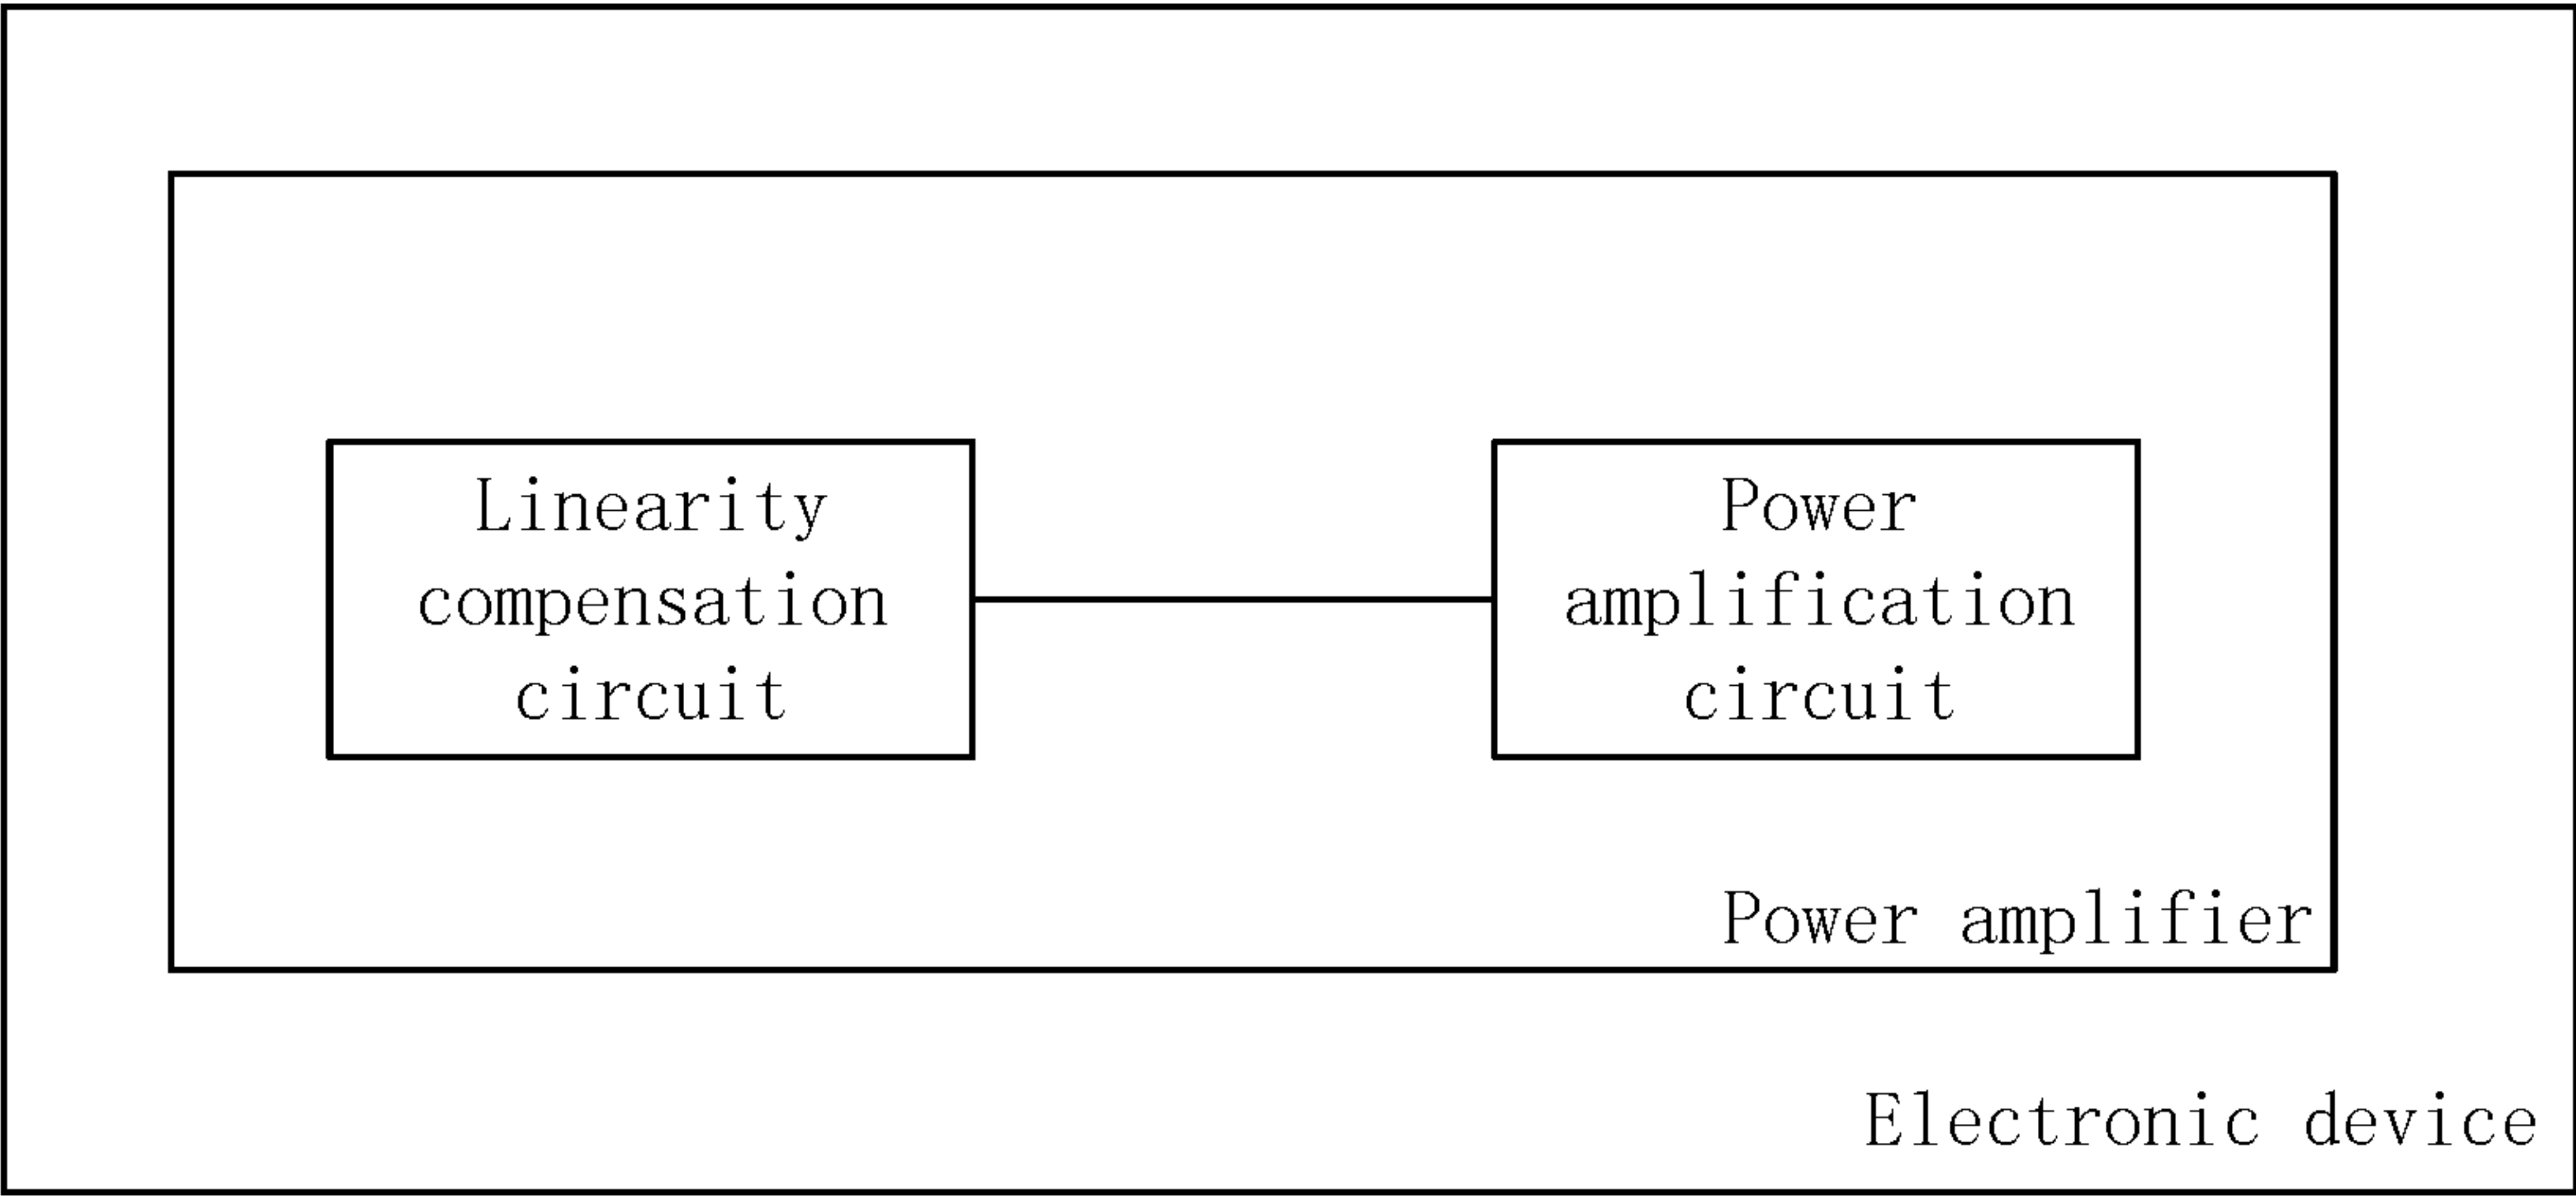 Linearity
compensation
circuit
Power
amplification
circuit
Power amplifier
Electronic device